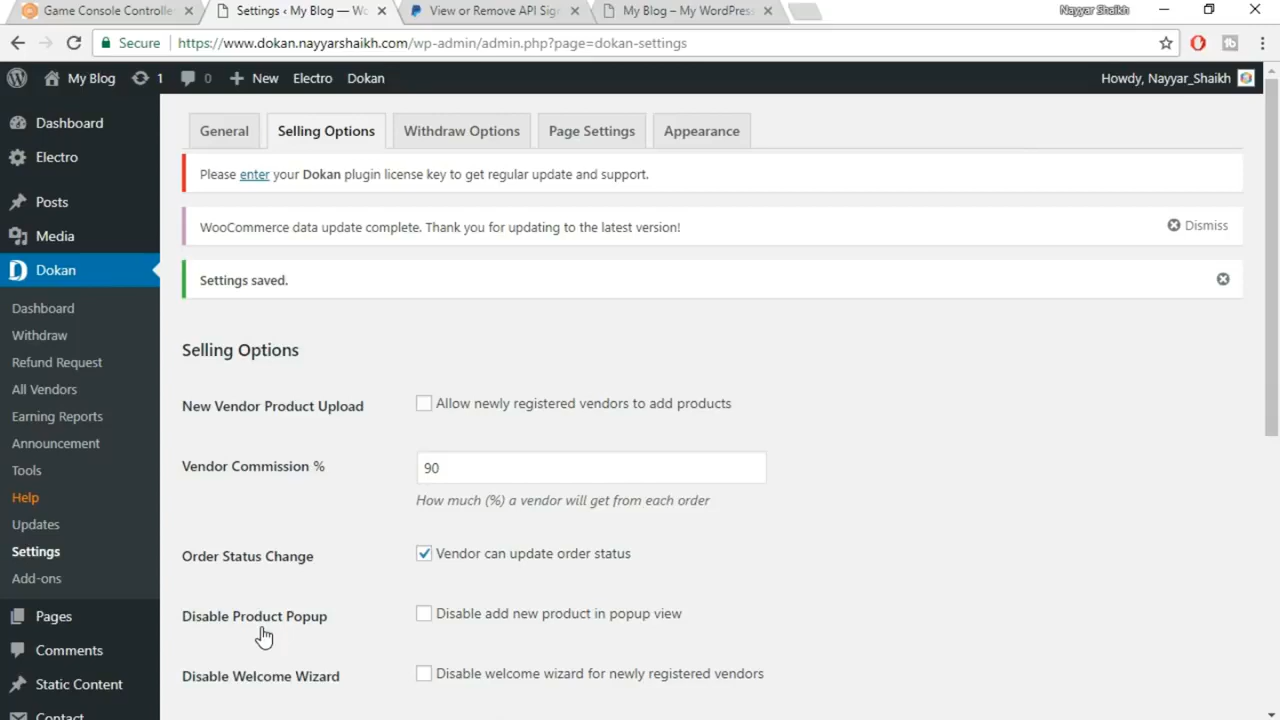 Game Console Controlle
Settings ‹ My Blog — Wo
View or Remove API Sig
My Blog – My WordPres
Nayyar Shaikh
Secure
https://www.dokan.nayyarshaikh.com/wp-admin/admin.php?page=dokan-settings
My Blog
1
0
New
Electro
Dokan
Howdy, Nayyar_Shaikh
Dashboard
Electro
Posts
Media
Dokan
Dashboard
Withdraw
Refund Request
All Vendors
Earning Reports
Announcement
Tools
Help
Updates
Settings
Add-ons
Pages
Comments
Static Content
Contact
General
Selling Options
Withdraw Options
Page Settings
Appearance
Please enter your Dokan plugin license key to get regular update and support.
WooCommerce data update complete. Thank you for updating to the latest version!
Dismiss
Settings saved.
Selling Options
New Vendor Product Upload
Allow newly registered vendors to add products
Vendor Commission %
90
How much (%) a vendor will get from each order
Order Status Change
Vendor can update order status
Disable Product Popup
Disable add new product in popup view
Disable Welcome Wizard
Disable welcome wizard for newly registered vendors